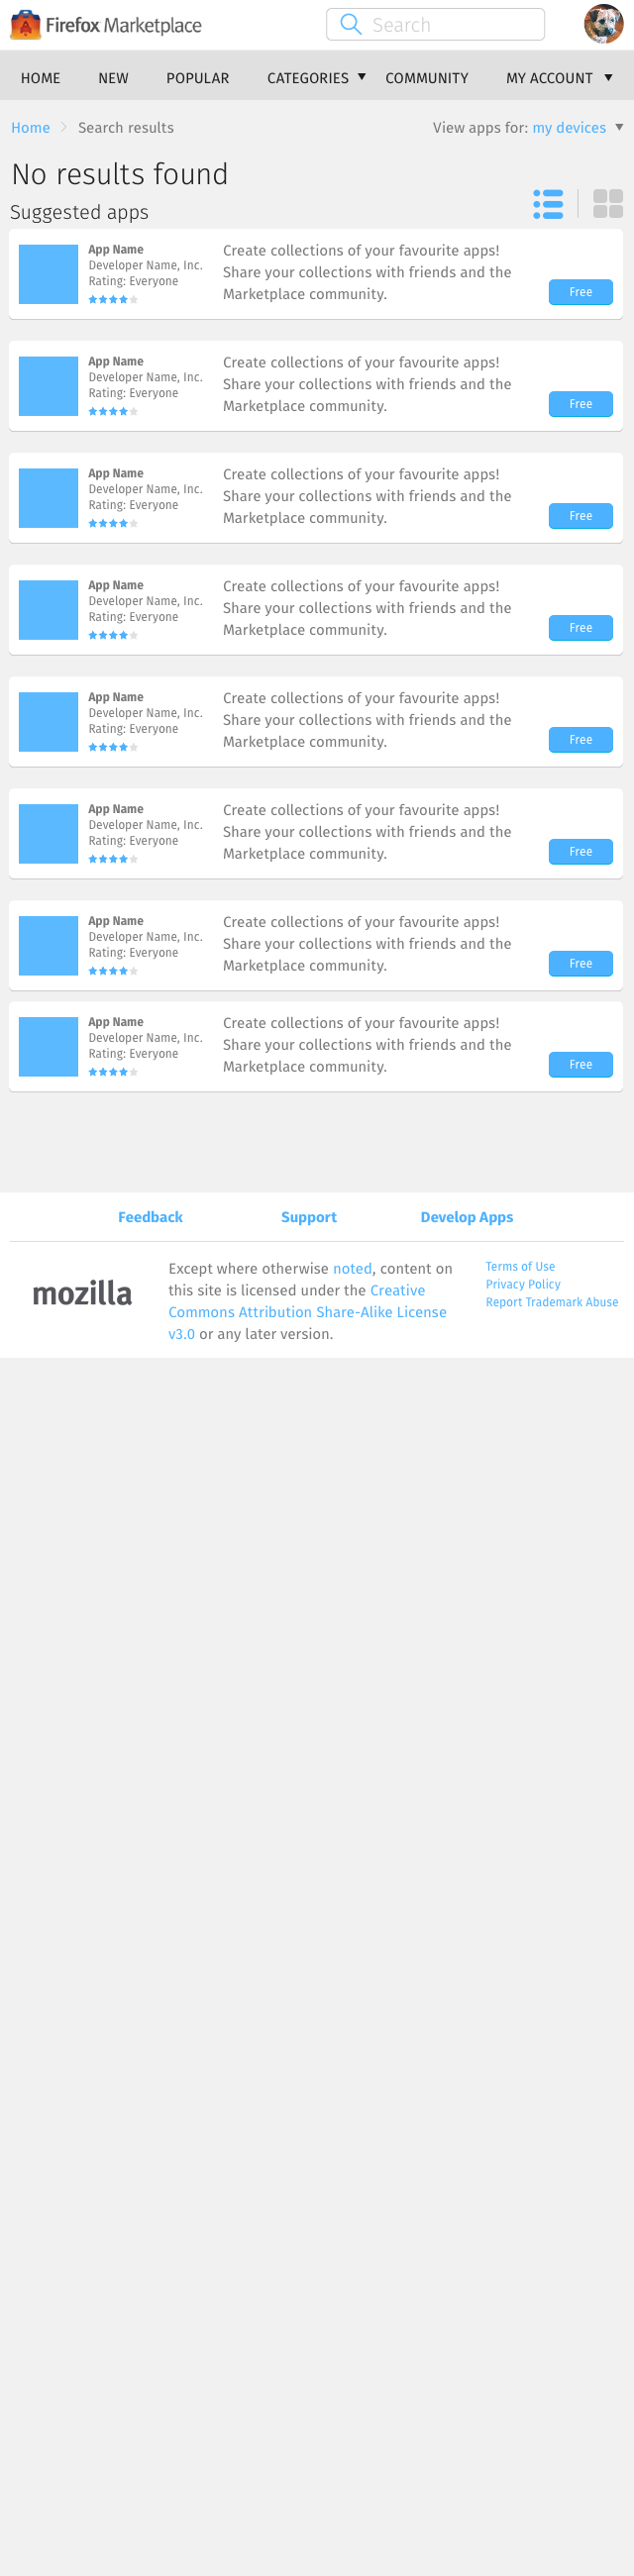 Firefox Marketplace
Search
HOME NEW POPULAR CATEGORIES COMMUNITY MY ACCOUNT
Home Search results View apps for: my devices
No results found
Suggested apps
App Name
Developer Name, Inc.
Rating: Everyone
Create collections of your favourite apps!
Share your collections with friends and the
Marketplace community.
Free
App Name
Developer Name, Inc.
Rating: Everyone
Create collections of your favourite apps!
Share your collections with friends and the
Marketplace community.
Free
App Name
Developer Name, Inc.
Rating: Everyone
Create collections of your favourite apps!
Share your collections with friends and the
Marketplace community.
Free
App Name
Developer Name, Inc.
Rating: Everyone
Create collections of your favourite apps!
Share your collections with friends and the
Marketplace community.
Free
App Name
Developer Name, Inc.
Rating: Everyone
Create collections of your favourite apps!
Share your collections with friends and the
Marketplace community.
Free
App Name
Developer Name, Inc.
Rating: Everyone
Create collections of your favourite apps!
Share your collections with friends and the
Marketplace community.
Free
App Name
Developer Name, Inc.
Rating: Everyone
Create collections of your favourite apps!
Share your collections with friends and the
Marketplace community.
Free
App Name
Developer Name, Inc.
Rating: Everyone
Create collections of your favourite apps!
Share your collections with friends and the
Marketplace community.
Free
Feedback Support Develop Apps
mozilla
Except where otherwise noted, content on
this site is licensed under the Creative
Commons Attribution Share-Alike License
v3.0 or any later version.
Terms of Use
Privacy Policy
Report Trademark Abuse